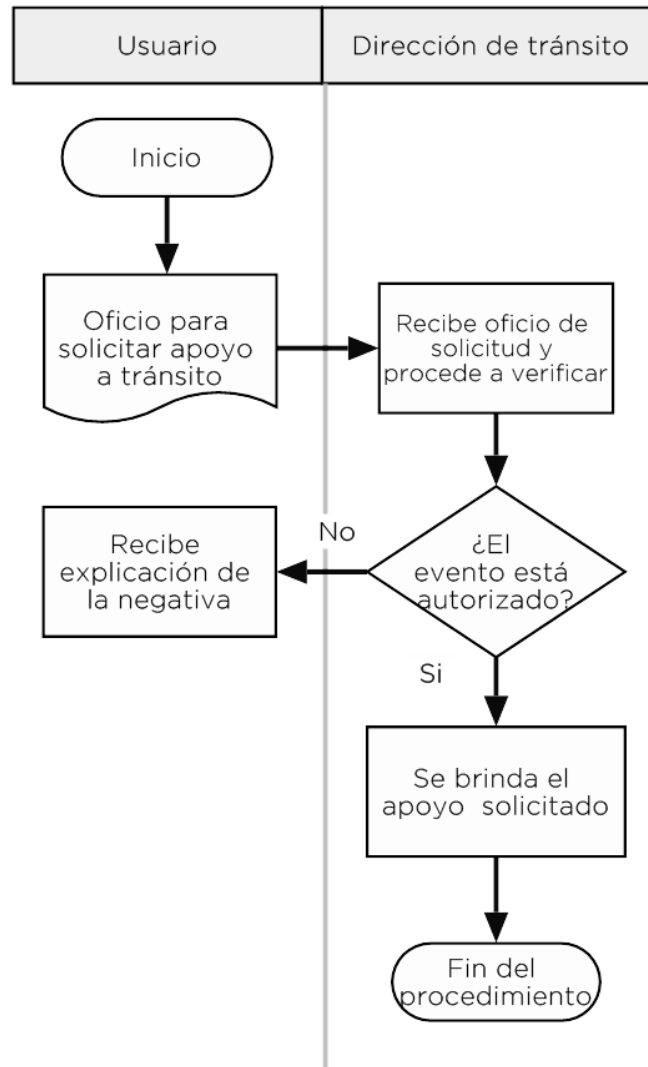 Usuario
Dirección de tránsito
Inicio
Oficio para
solicitar apoyo
a tránsito
Recibe oficio de
solicitud y
procede a verificar
Recibe
explicación de
la negativa
No
¿El
evento está
autorizado?
Si
Se brinda el
apoyo solicitado
Fin del
procedimiento